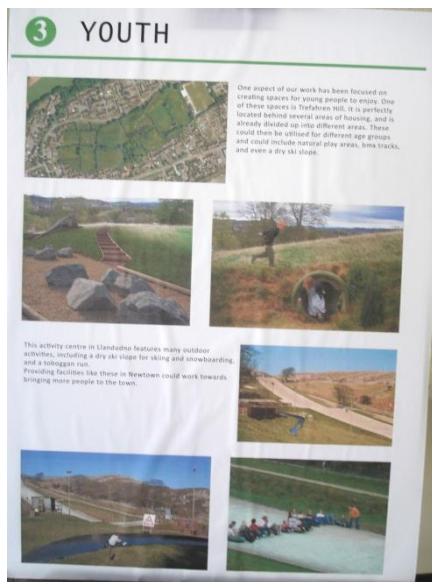 3 YOUTH
One aspect of our work has been focused on
creating spaces for young people to enjoy. One
of these spaces is Trefahren Hill. It is perfectly
located behind several areas of housing, and is
already divided up into different areas. These
could then be utilised for different age groups
and could include natural play areas, bmx tracks,
and even a dry ski slope.
This activity centre in Llandudno features many outdoor
activities, including a dry ski slope for skiing and snowboarding,
and a toboggan run.
Providing facilities like these in Newtown could work towards
bringing more people to the town.